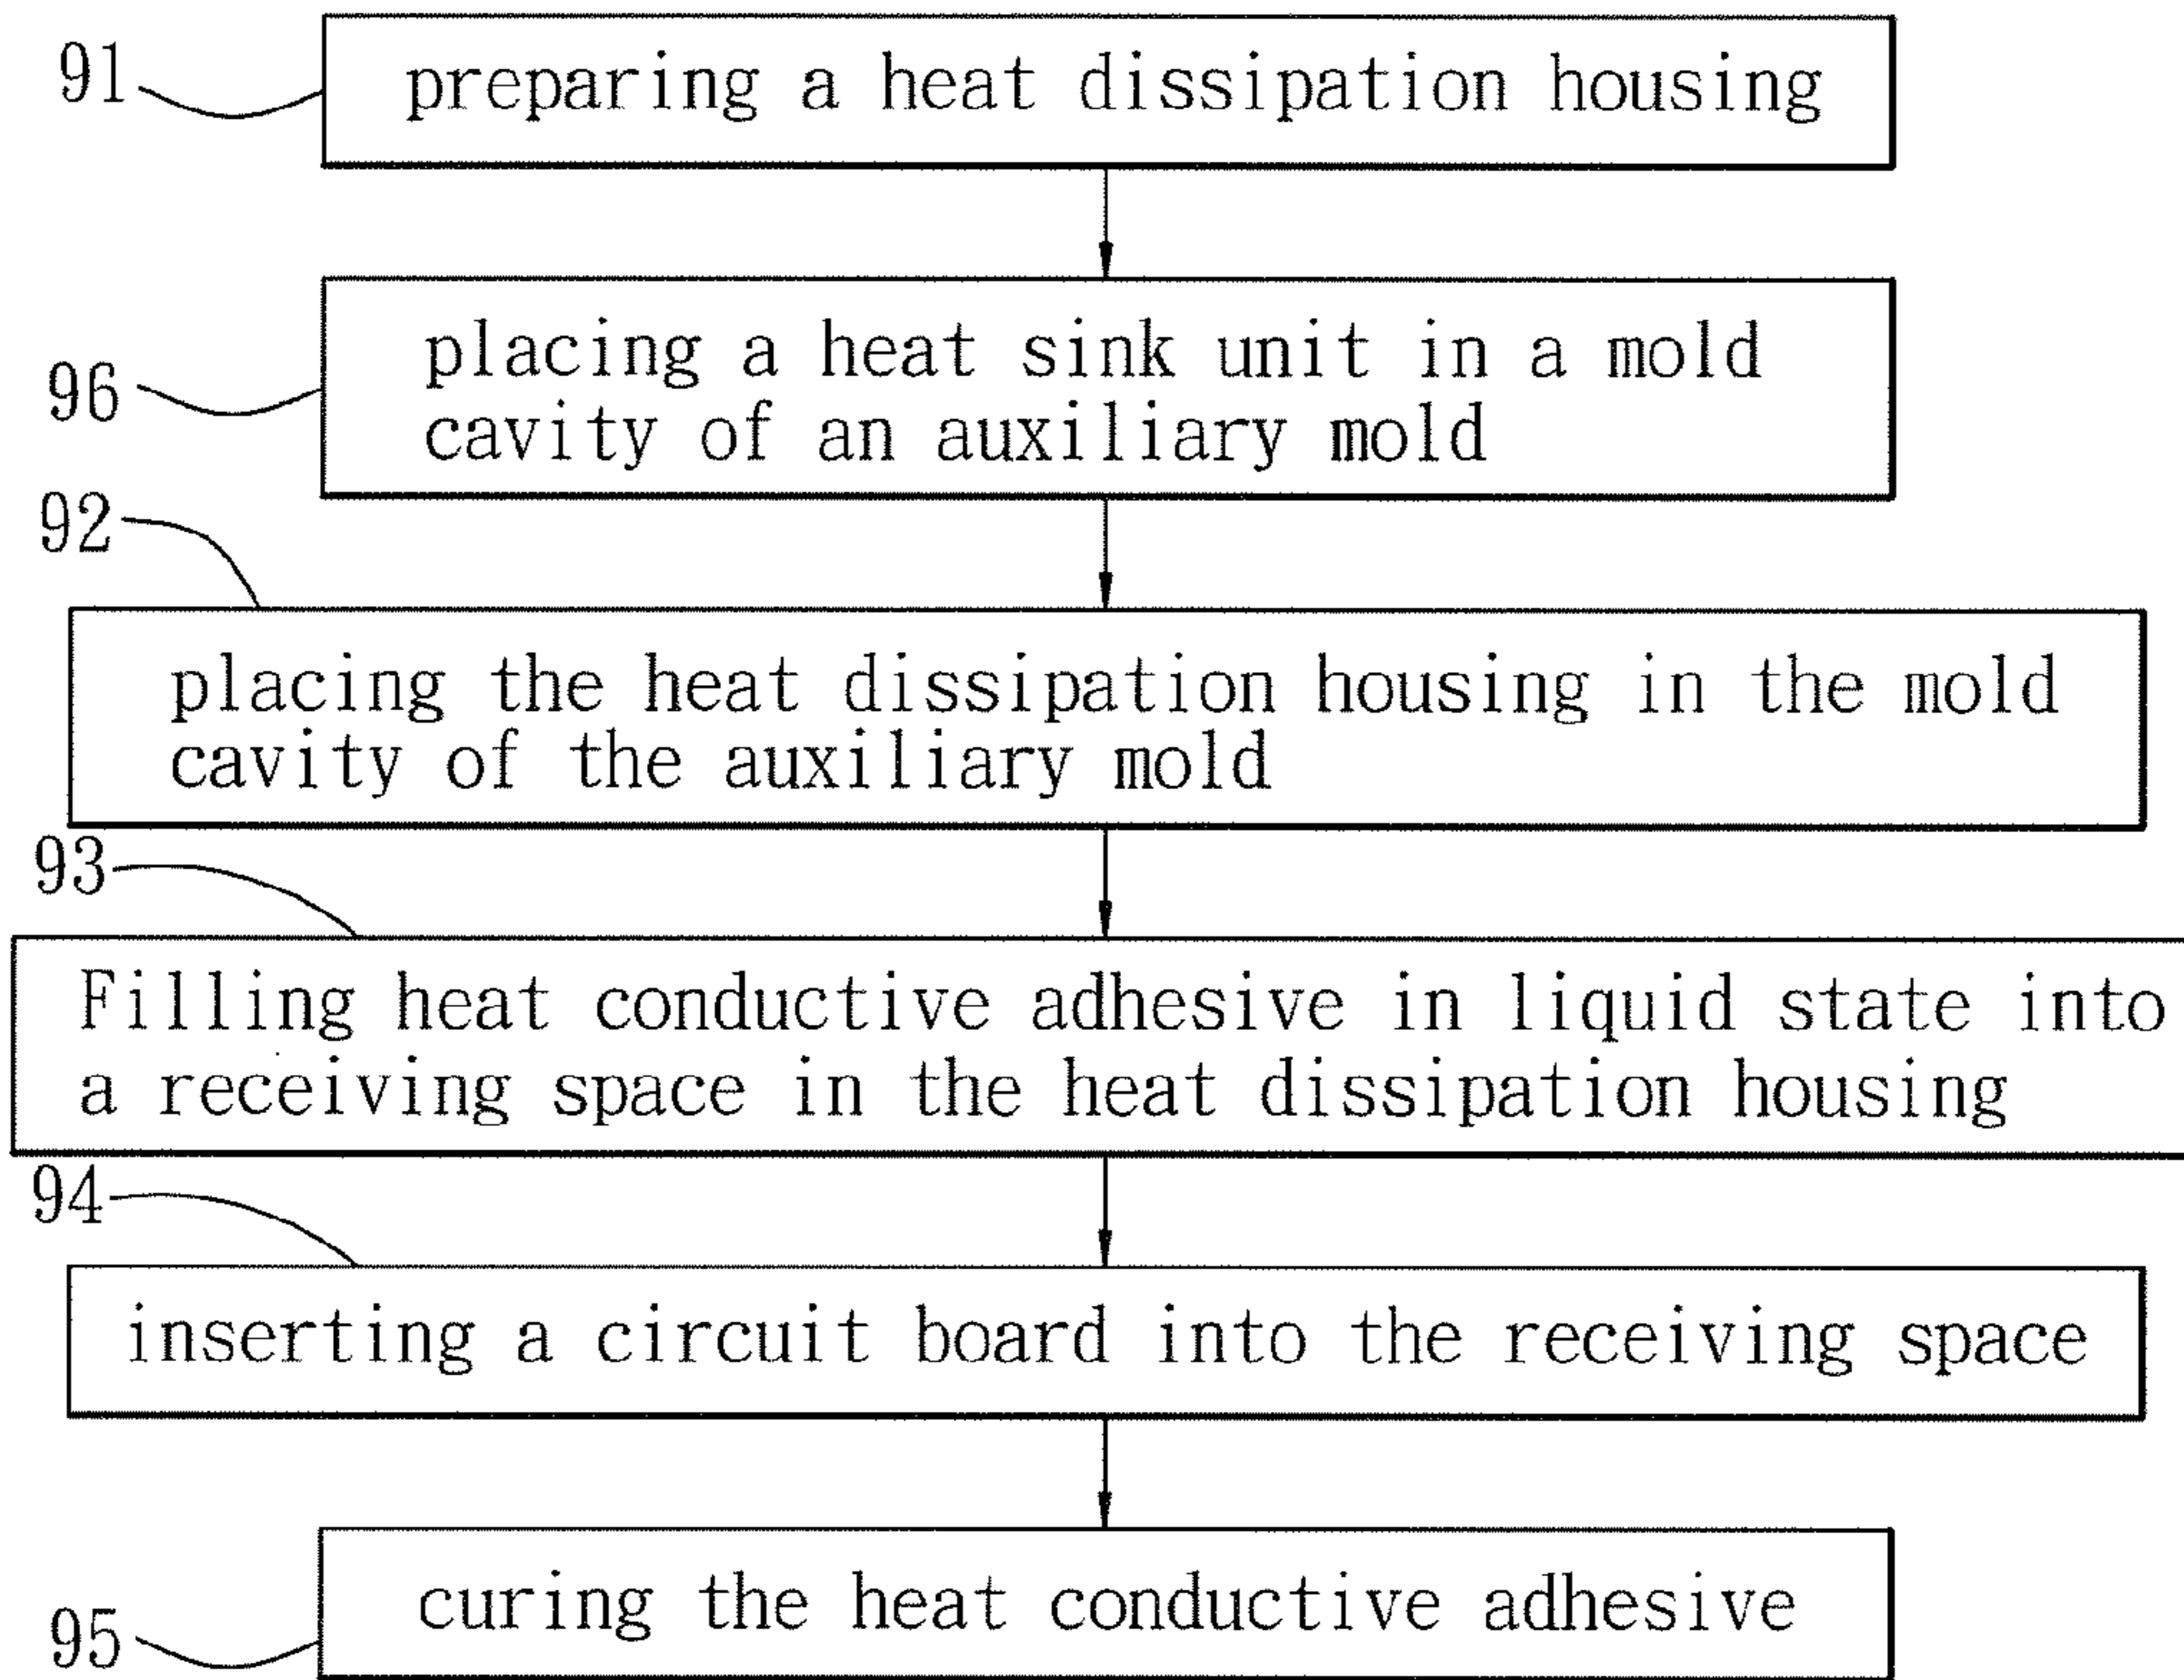 91
preparing a heat dissipation housing
96
placing a heat sink unit in a mold
cavity of an auxiliary mold
92
placing the heat dissipation housing in the mold
cavity of the auxiliary mold
93
Filling heat conductive adhesive in liquid state into
a receiving space in the heat dissipation housing
94
inserting a circuit board into the receiving space
95
curing the heat conductive adhesive